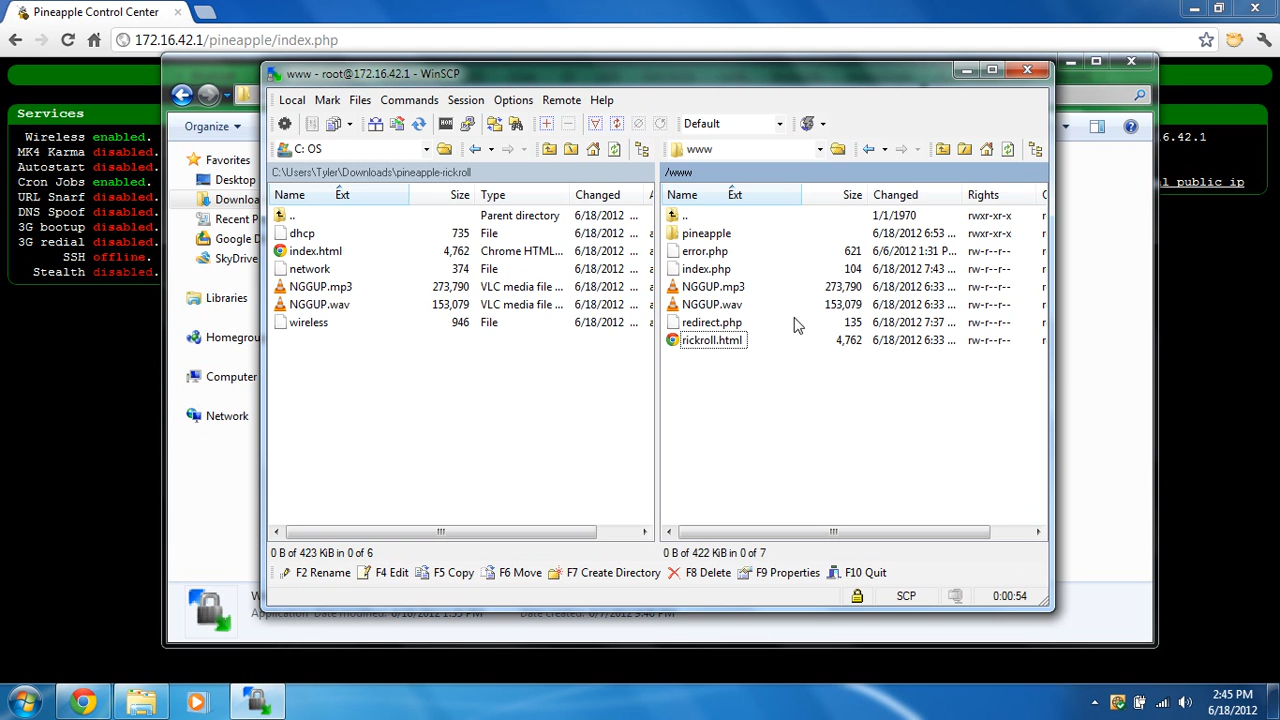 Pineapple Control Center
172.16.42.1/pineapple/index.php
Services
Wireless enabled.
MK4 Karma disabled.
Autostart disabled.
Cron Jobs enabled.
URL Snarf disabled.
DNS Spoof disabled.
3G bootup disabled.
3G redial disabled.
SSH offline.
Stealth disabled.
Organize
Favorites
Desktop
Downloa
Recent P
Google D
SkyDrive
Libraries
Homegrou
Computer
Network
6.42.1
l public ip
www - root@172.16.42.1 - WinSCP
Local Mark Files Commands Session Options Remote Help
Default
C: OS
www
C:\Users\Tyler\Downloads\pineapple-rickroll
/www
Name Ext Size Type Changed A
.. Parent directory 6/18/2012 ...
dhcp 735 File 6/18/2012 ... a
index.html 4,762 Chrome HTML... 6/18/2012 ... a
network 374 File 6/18/2012 ... a
NGGUP.mp3 273,790 VLC media file ... 6/18/2012 ... a
NGGUP.wav 153,079 VLC media file ... 6/18/2012 ... a
wireless 946 File 6/18/2012 ... a
Name Ext Size Changed Rights
.. 1/1/1970 rwxr-xr-x r
pineapple 6/18/2012 6:53 ... rwxr-xr-x r
error.php 621 6/6/2012 1:31 P... rw-r--r-- r
index.php 104 6/18/2012 7:43 ... rw-r--r-- r
NGGUP.mp3 273,790 6/18/2012 6:33 ... rw-r--r-- r
NGGUP.wav 153,079 6/18/2012 6:33 ... rw-r--r-- r
redirect.php 135 6/18/2012 7:37 ... rw-r--r-- r
rickroll.html 4,762 6/18/2012 6:33 ... rw-r--r-- r
0 B of 423 KiB in 0 of 6
0 B of 422 KiB in 0 of 7
F2 Rename F4 Edit F5 Copy F6 Move F7 Create Directory F8 Delete F9 Properties F10 Quit
SCP 0:00:54
2:45 PM
6/18/2012